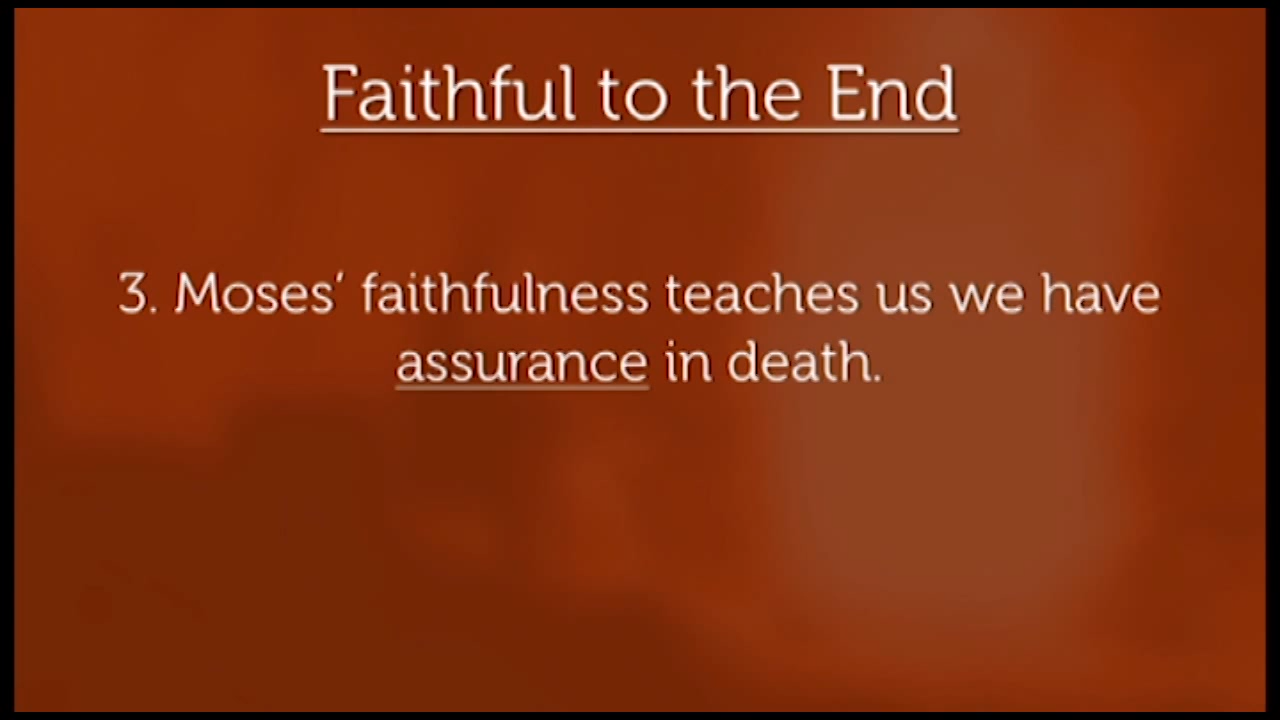 Faithful to the End
3. Moses' faithfulness teaches us we have
assurance in death.